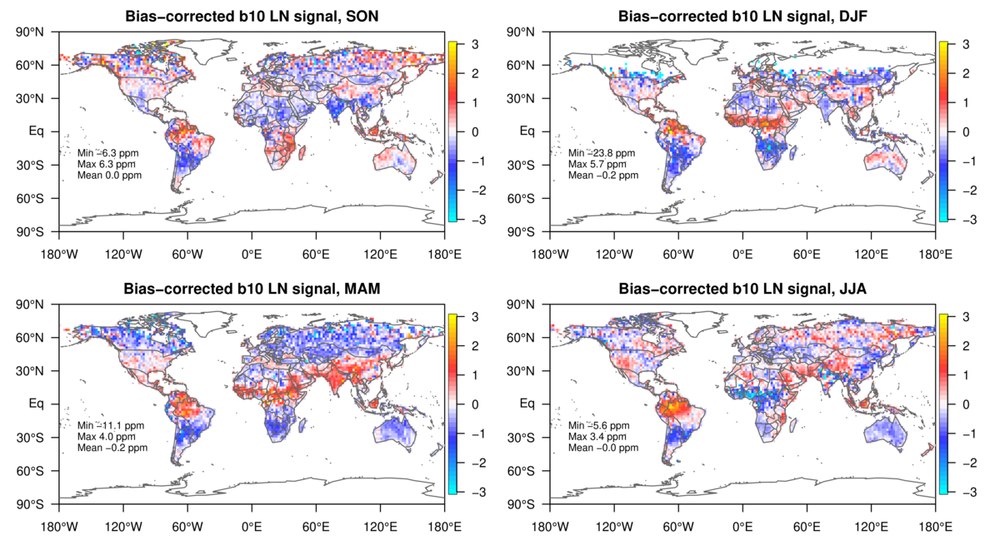 Bias−corrected b10 LN signal, SON
90°N
60°N
30°N
Eq
30°S
60°S
90°S
Min −6.3 ppm
Max 6.3 ppm
Mean 0.0 ppm
180°W 120°W 60°W 0°E 60°E 120°E 180°E
3
2
1
0
−1
−2
−3
Bias−corrected b10 LN signal, DJF
90°N
60°N
30°N
Eq
30°S
60°S
90°S
Min −23.8 ppm
Max 5.7 ppm
Mean −0.2 ppm
180°W 120°W 60°W 0°E 60°E 120°E 180°E
3
2
1
0
−1
−2
−3
Bias−corrected b10 LN signal, MAM
90°N
60°N
30°N
Eq
30°S
60°S
90°S
Min −11.1 ppm
Max 4.0 ppm
Mean −0.2 ppm
180°W 120°W 60°W 0°E 60°E 120°E 180°E
3
2
1
0
−1
−2
−3
Bias−corrected b10 LN signal, JJA
90°N
60°N
30°N
Eq
30°S
60°S
90°S
Min −5.6 ppm
Max 3.4 ppm
Mean −0.0 ppm
180°W 120°W 60°W 0°E 60°E 120°E 180°E
3
2
1
0
−1
−2
−3